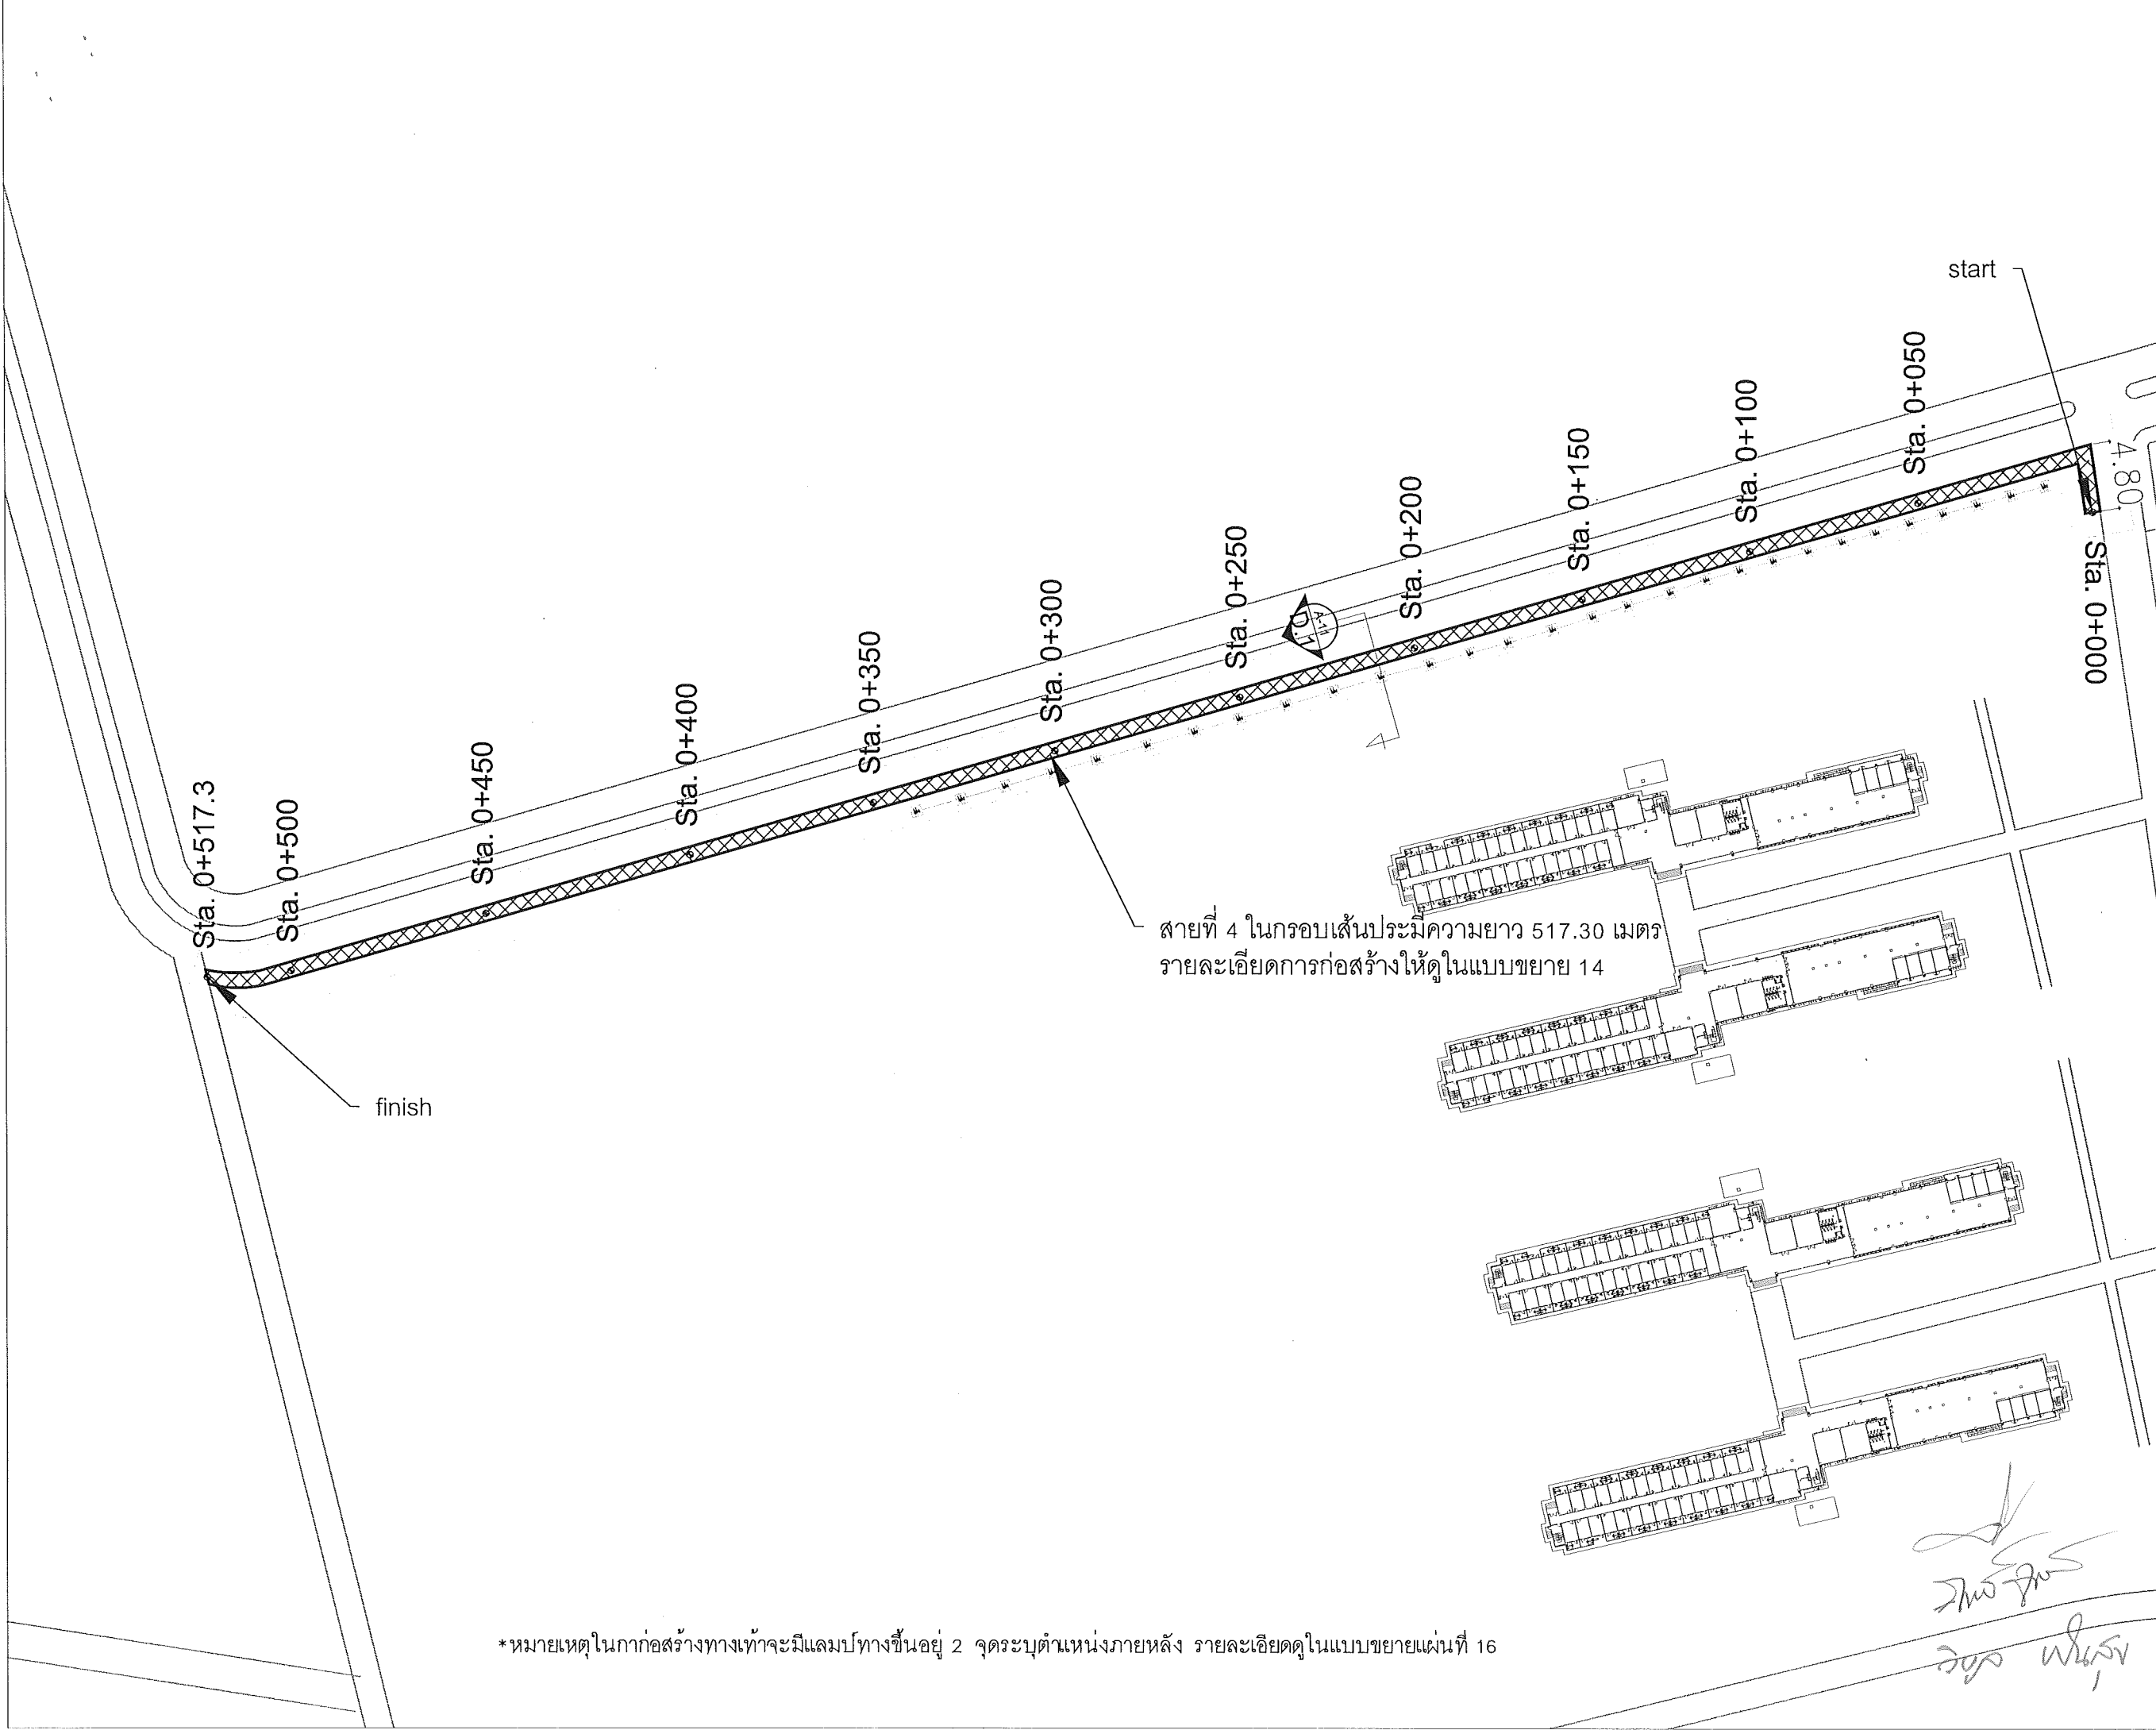 start
Sta. 0+050
Sta. 0+100
Sta. 0+150
Sta. 0+200
Sta. 0+250
Sta. 0+300
Sta. 0+350
Sta. 0+400
Sta. 0+450
Sta. 0+500
Sta. 0+517.3
4.80
Sta. 0+000
A-11
D.1
สายที่ 4 ในกรอบเส้นประมีความยาว 517.30 เมตร
รายละเอียดการก่อสร้างให้ดูในแบบขยาย 14
finish
*หมายเหตุในกาก่อสร้างทางเท้าจะมีแลมป์ทางขึ้นอยู่ 2 จุดระบุตำแหน่งภายหลัง รายละเอียดดูในแบบขยายแผ่นที่ 16